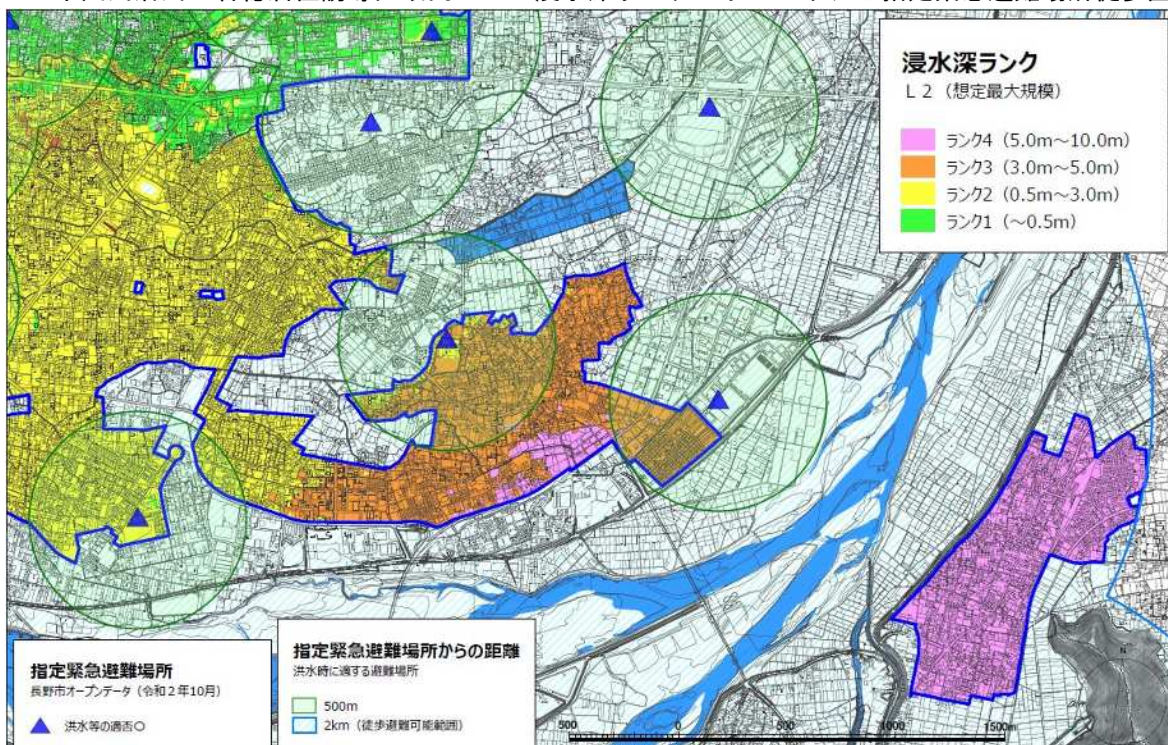 浸水深ランク
L2(想定最大規模)
ランク4(5.0m～10.0m)
ランク3(3.0m～5.0m)
ランク2(0.5m～3.0m)
ランク1(～0.5m)
指定緊急避難場所
長野市オープンデータ(令和2年10月)
洪水等の適否〇
指定緊急避難場所からの距離
洪水時に適する避難場所
500m
2km(徒歩避難可能範囲)
N
500 0 500 1000 1500m